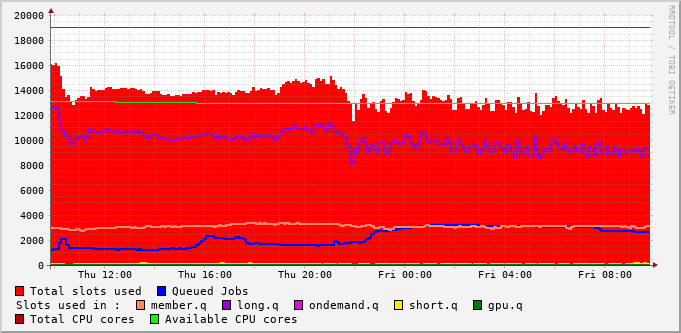 20000
18000
16000
14000
12000
10000
8000
6000
4000
2000
0
Thu 12:00 Thu 16:00 Thu 20:00 Fri 00:00 Fri 04:00 Fri 08:00
RRDTOOL / TOBI OETIKER
Total slots used Queued Jobs
Slots used in : member.q long.q ondemand.q short.q gpu.q
Total CPU cores Available CPU cores